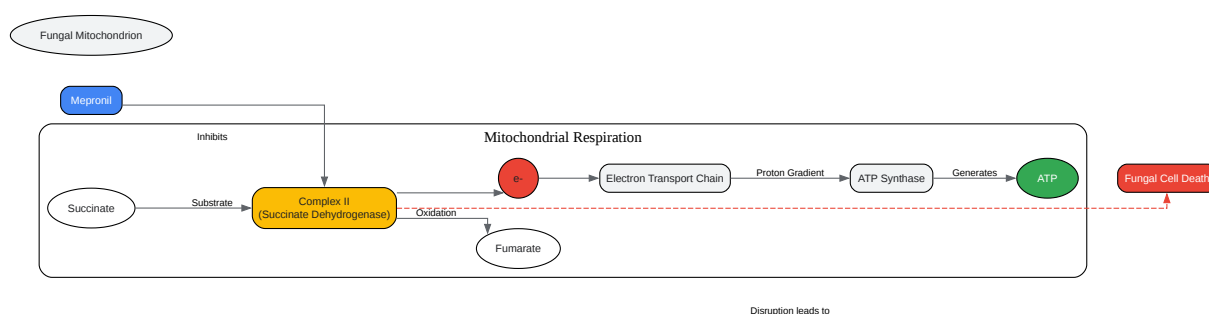 Fungal Mitochondrion
Mepronil
Inhibits
Mitochondrial Respiration
Succinate
Substrate
Complex II
(Succinate Dehydrogenase)
Oxidation
e-
Fumarate
Electron Transport Chain
Proton Gradient
ATP Synthase
Generates
ATP
Fungal Cell Death
Disruption leads to